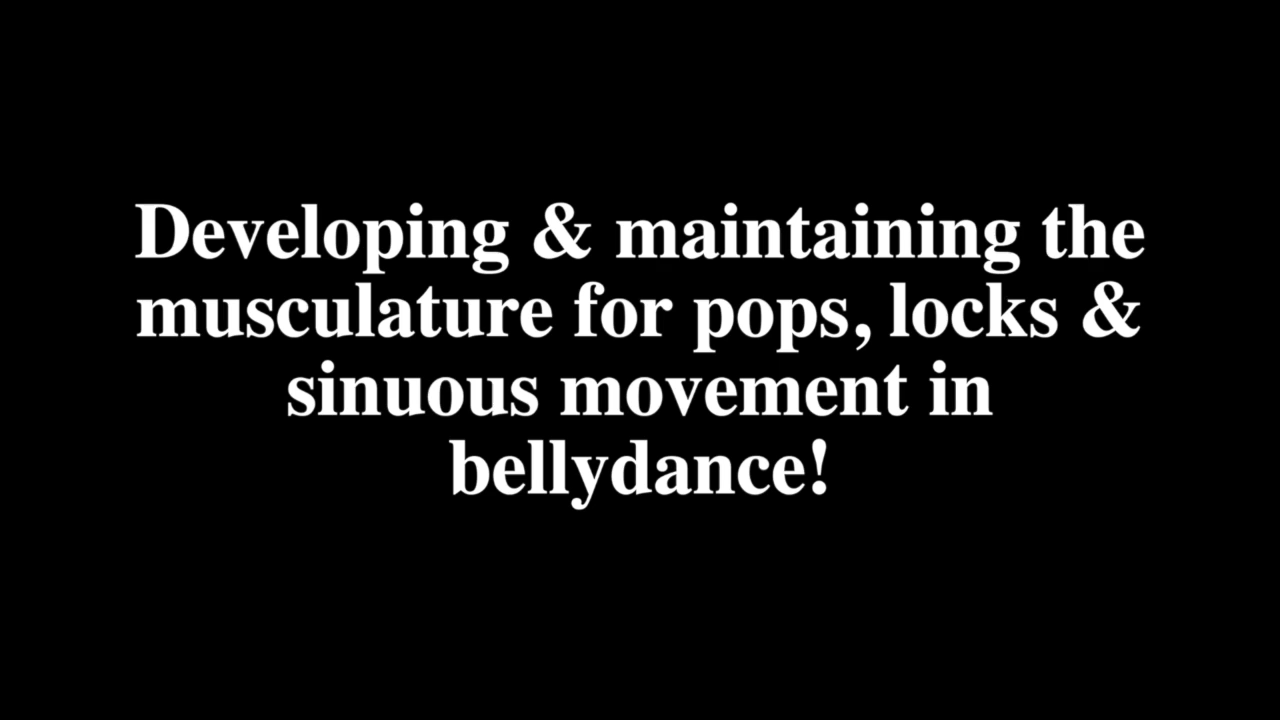 Developing & maintaining the
musculature for pops, locks &
sinuous movement in
bellydance!